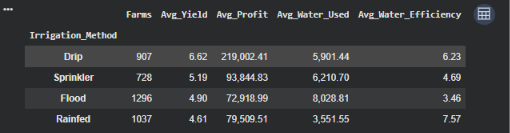 Farms Avg_Yield Avg_Profit Avg_Water_Used Avg_Water_Efficiency
Irrigation_Method
Drip 907 6.62 219,002.41 5,901.44 6.23
Sprinkler 728 5.19 93,844.83 6,210.70 4.69
Flood 1296 4.90 72,918.99 8,028.81 3.46
Rainfed 1037 4.61 79,509.51 3,551.55 7.57